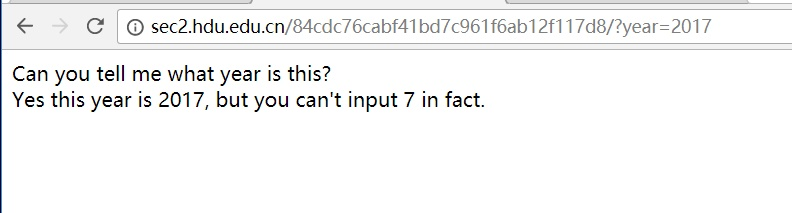 sec2.hdu.edu.cn/84cdc76cabf41bd7c961f6ab12f117d8/?year=2017
Can you tell me what year is this?
Yes this year is 2017, but you can't input 7 in fact.